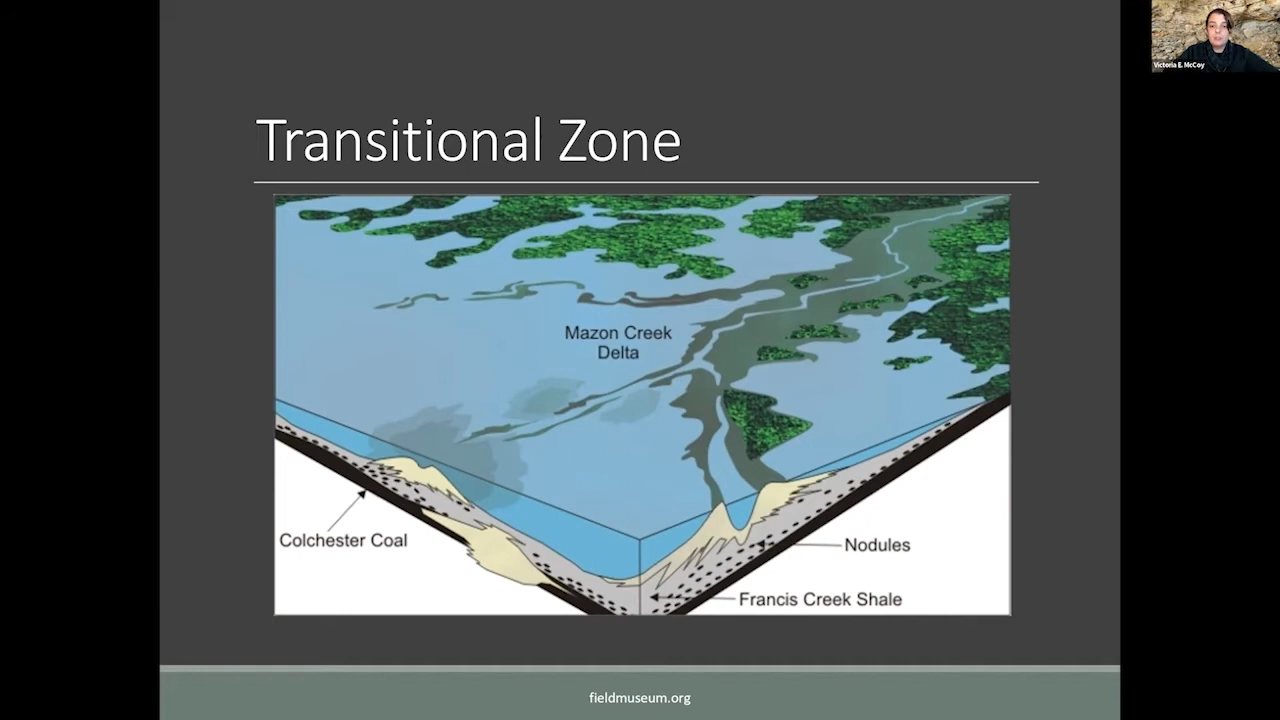 Victoria E. McCoy
Transitional Zone
Mazon Creek
Delta
Colchester Coal
Nodules
Francis Creek Shale
fieldmuseum.org